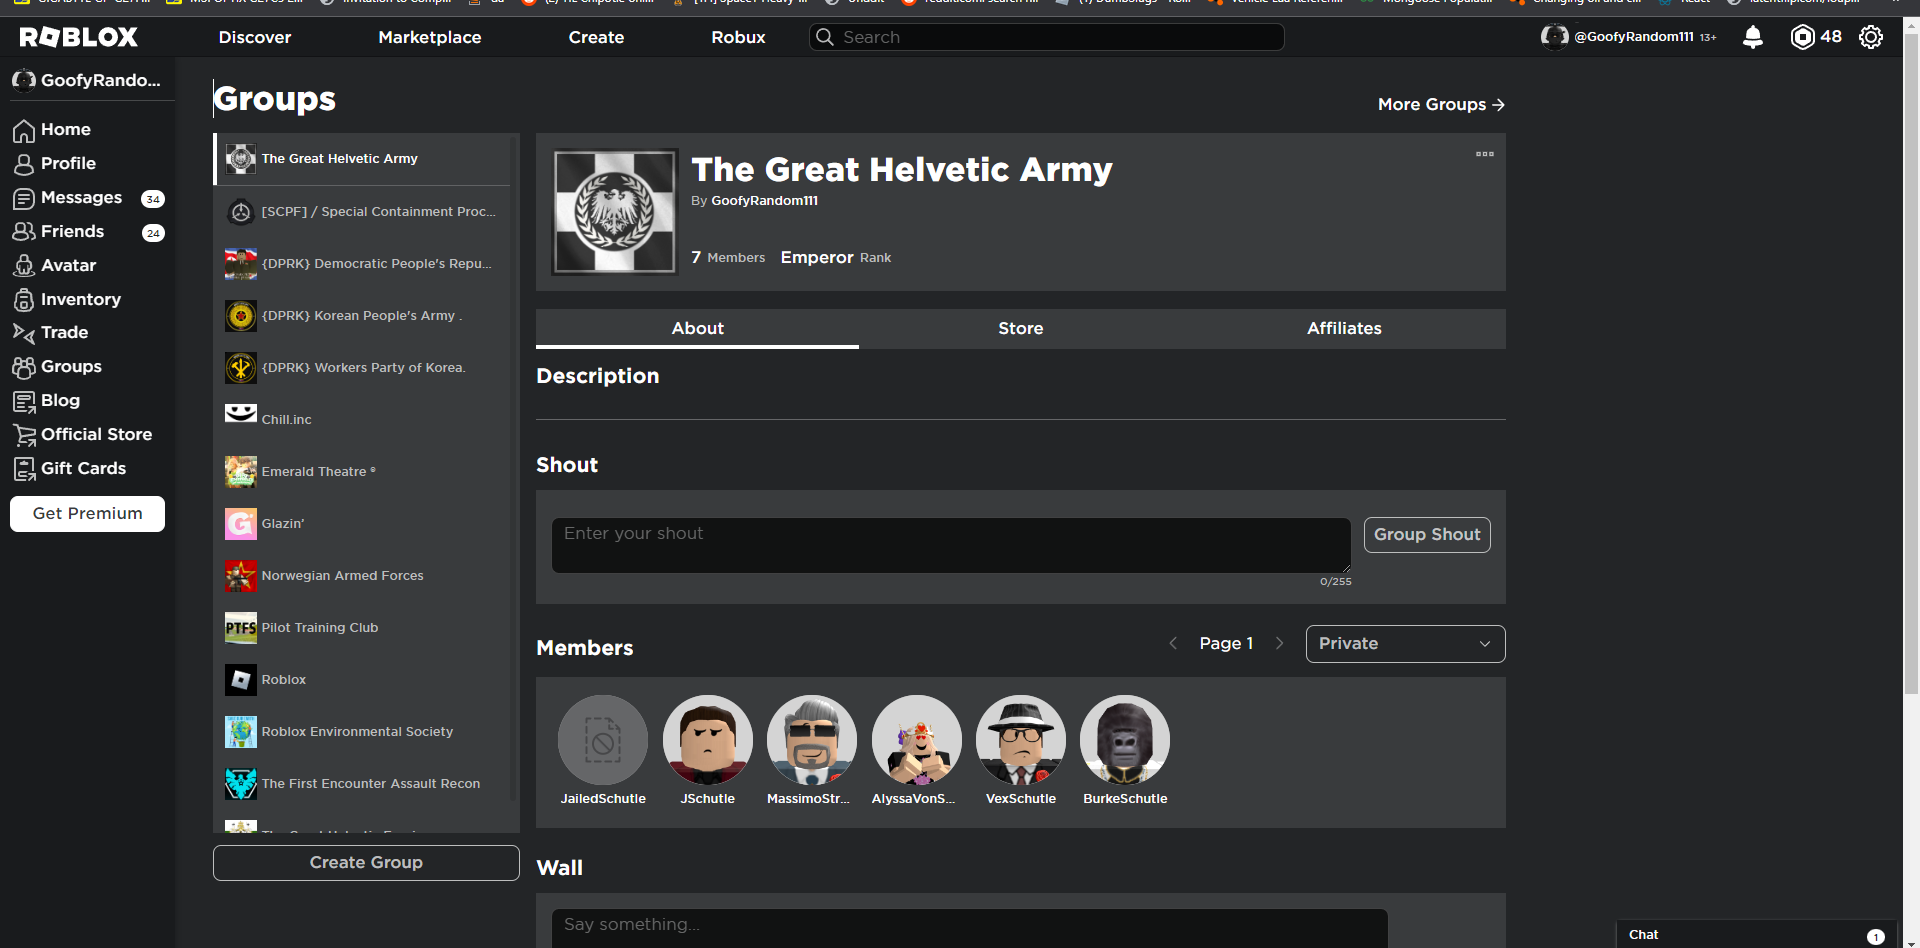 ROBLOX
Discover
Marketplace
Create
Robux
Search
@GoofyRandom111 13+
48
GoofyRando...
Home
Profile
Messages 34
Friends 24
Avatar
Inventory
Trade
Groups
Blog
Official Store
Gift Cards
Get Premium
Groups
More Groups →
The Great Helvetic Army
[SCPF] / Special Containment Proc...
{DPRK} Democratic People's Repu...
{DPRK} Korean People's Army .
{DPRK} Workers Party of Korea.
Chill.inc
Emerald Theatre ®
Glazin'
Norwegian Armed Forces
PTFS
Pilot Training Club
Roblox
Roblox Environmental Society
The First Encounter Assault Recon
Create Group
The Great Helvetic Army
By GoofyRandom111
7 Members Emperor Rank
About
Store
Affiliates
Description
Shout
Enter your shout
Group Shout
0/255
Members
Page 1
Private
JailedSchutle
JSchutle
MassimoStr...
AlyssaVonS...
VexSchutle
BurkeSchutle
Wall
Say something...
Chat 1